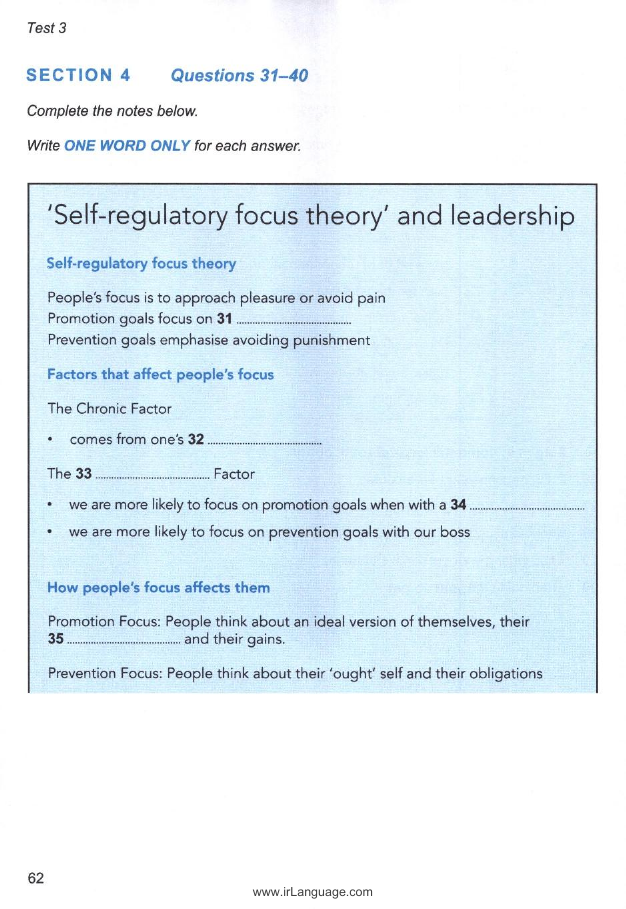 Test 3
SECTION 4 Questions 31–40
Complete the notes below.
Write ONE WORD ONLY for each answer.
'Self-regulatory focus theory' and leadership
Self-regulatory focus theory
People's focus is to approach pleasure or avoid pain
Promotion goals focus on 31 ........................................
Prevention goals emphasise avoiding punishment
Factors that affect people's focus
The Chronic Factor
• comes from one's 32 ........................................
The 33 ........................................ Factor
• we are more likely to focus on promotion goals when with a 34 ........................................
• we are more likely to focus on prevention goals with our boss
How people's focus affects them
Promotion Focus: People think about an ideal version of themselves, their
35 ........................................ and their gains.
Prevention Focus: People think about their 'ought' self and their obligations
62
www.irLanguage.com